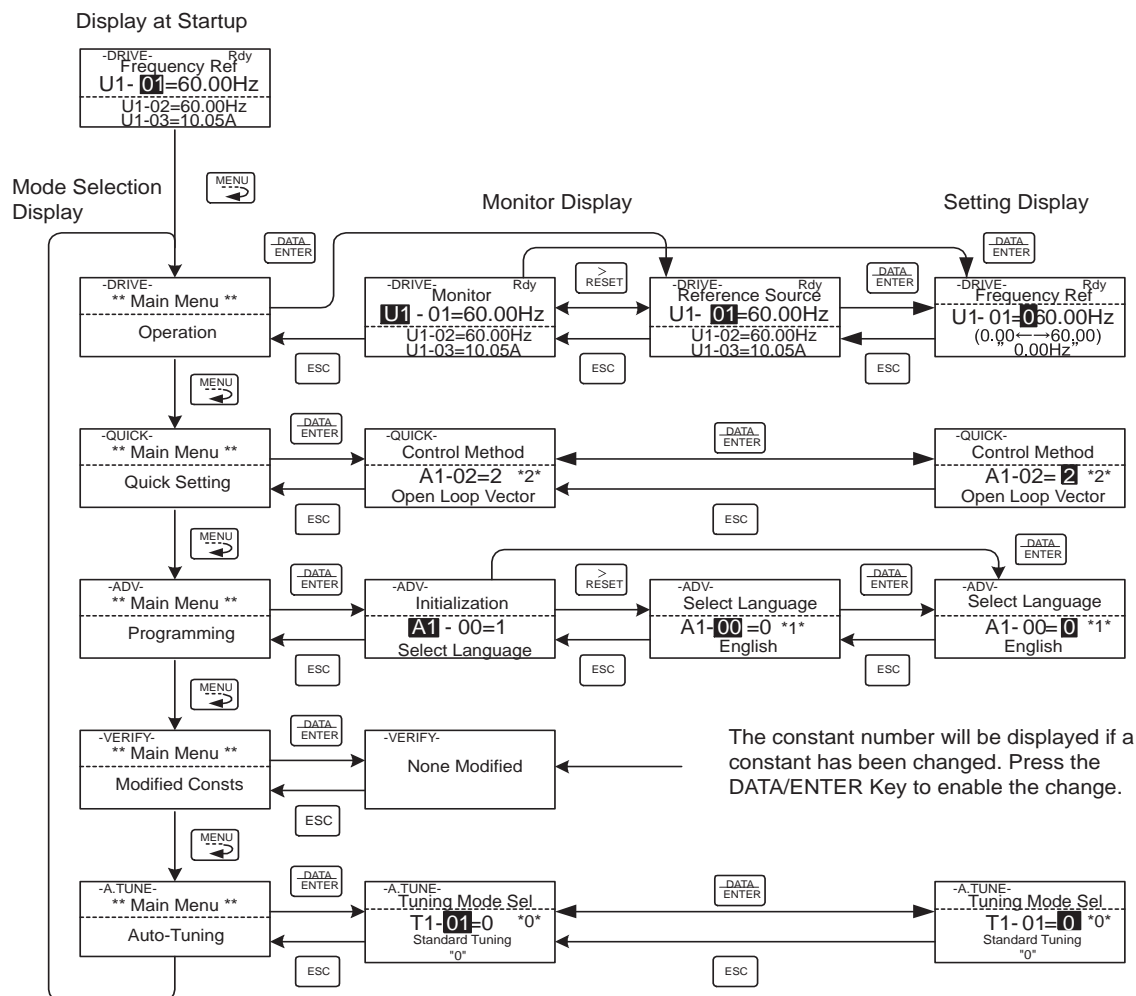 Display at Startup
-DRIVE- Rdy
Frequency Ref
U1- 01=60.00Hz
U1-02=60.00Hz
U1-03=10.05A
Mode Selection
Display
MENU
Monitor Display
Setting Display
DATA
ENTER
DATA
ENTER
-DRIVE-
** Main Menu **
Operation
-DRIVE- Rdy
Monitor
U1 - 01=60.00Hz
U1-02=60.00Hz
U1-03=10.05A
>
RESET
-DRIVE- Rdy
Reference Source
U1- 01=60.00Hz
U1-02=60.00Hz
U1-03=10.05A
DATA
ENTER
-DRIVE- Rdy
Frequency Ref
U1- 01=060.00Hz
(0.00←→60.00)
" 0.00Hz"
ESC
ESC
ESC
MENU
-QUICK-
** Main Menu **
Quick Setting
DATA
ENTER
-QUICK-
Control Method
A1-02=2 *2*
Open Loop Vector
DATA
ENTER
-QUICK-
Control Method
A1-02= 2 *2*
Open Loop Vector
ESC
ESC
MENU
DATA
ENTER
-ADV-
** Main Menu **
Programming
DATA
ENTER
-ADV-
Initialization
A1 - 00=1
Select Language
>
RESET
-ADV-
Select Language
A1-00 =0 *1*
English
DATA
ENTER
-ADV-
Select Language
A1- 00= 0 *1*
English
ESC
ESC
ESC
MENU
-VERIFY-
** Main Menu **
Modified Consts
DATA
ENTER
-VERIFY-
None Modified
The constant number will be displayed if a
constant has been changed. Press the
DATA/ENTER Key to enable the change.
ESC
MENU
-A.TUNE-
** Main Menu **
Auto-Tuning
DATA
ENTER
-A.TUNE-
Tuning Mode Sel
T1-01=0 *0*
Standard Tuning
"0"
DATA
ENTER
-A.TUNE-
Tuning Mode Sel
T1- 01= 0 *0*
Standard Tuning
"0"
ESC
ESC